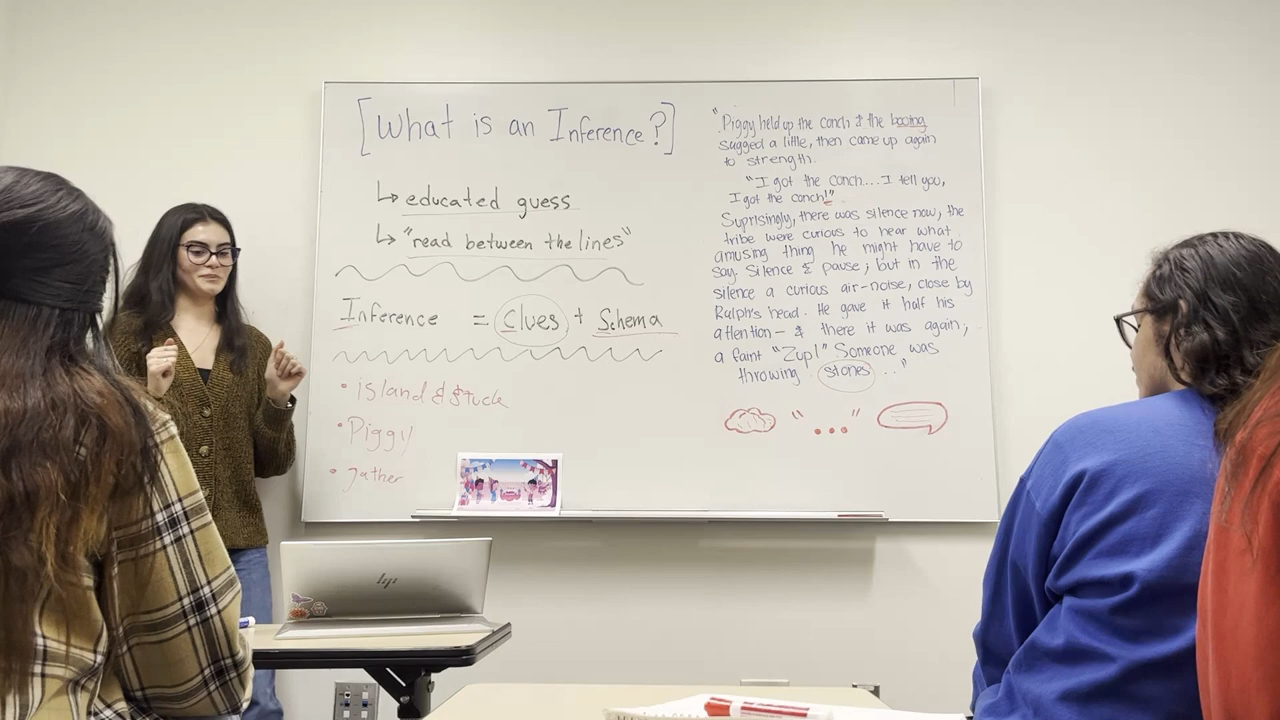 [What is an Inference?]
↳ educated guess
↳ "read between the lines"
Inference = Clues + Schema
• island & stuck
• Piggy
• father
"Piggy held up the conch & the booing
sagged a little, then came up again
to strength.
"I got the conch....I tell you,
I got the conch!"
Suprisingly, there was silence now; the
tribe were curious to hear what
amusing thing he might have to
say. Silence & pause; but in the
silence a curious air-noise, close by
Ralph's head. He gave it half his
attention — & there it was again;
a faint "Zup!" Someone was
throwing stones..."
" ... "
hp